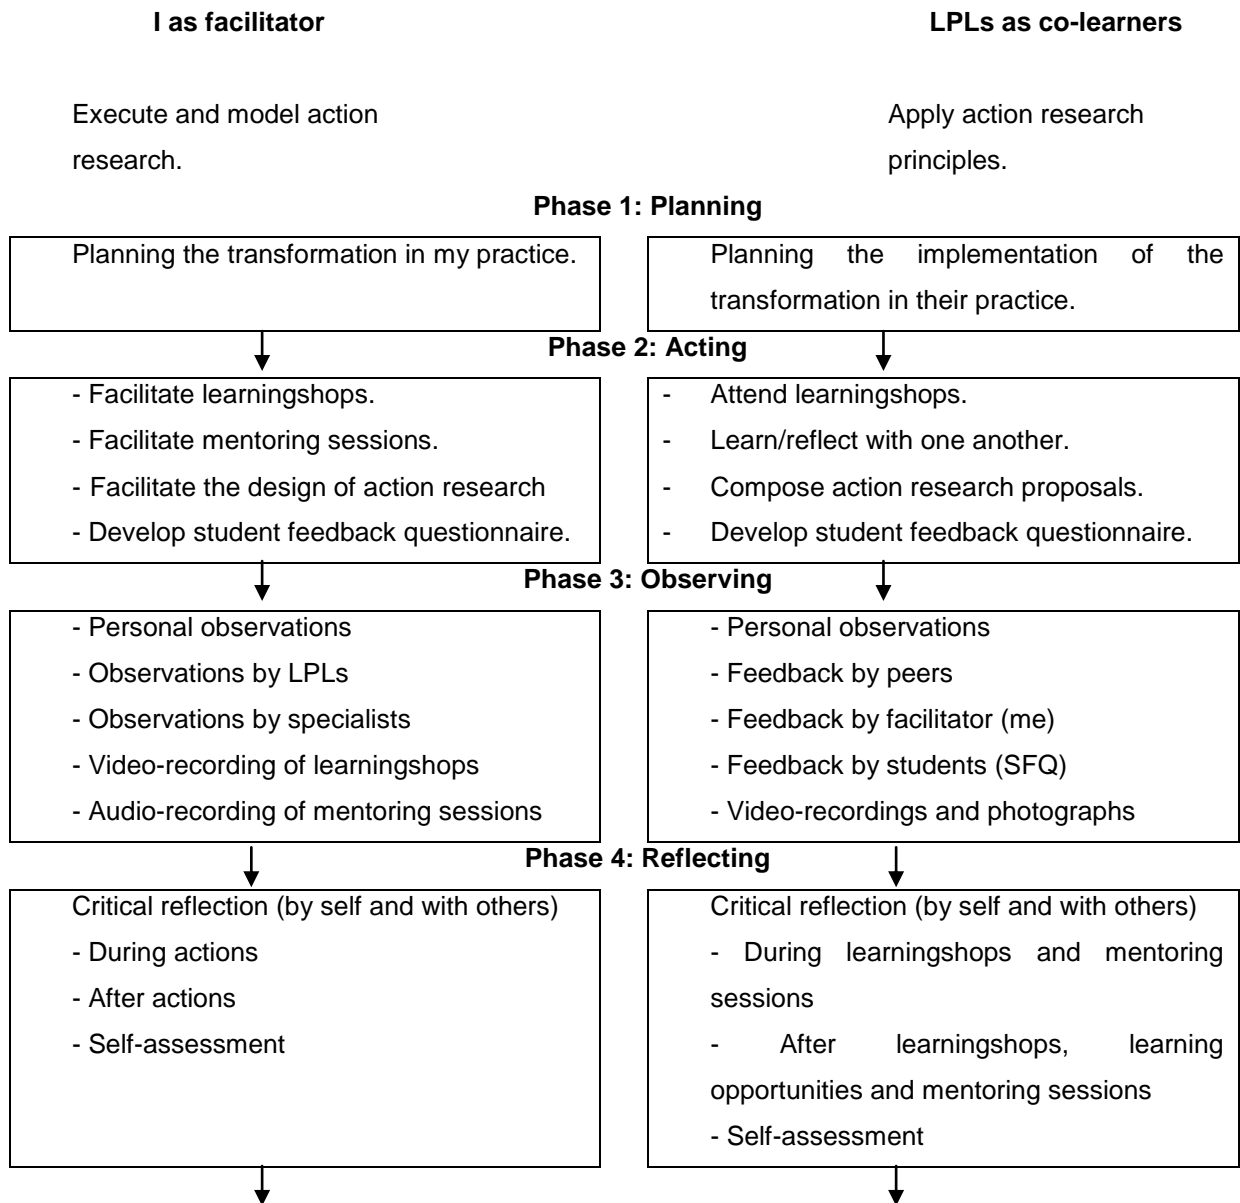 I as facilitator
LPLs as co-learners
Execute and model action
research.
Apply action research
principles.
Phase 1: Planning
Planning the transformation in my practice.
Planning the implementation of the
transformation in their practice.
Phase 2: Acting
- Facilitate learningshops.
- Facilitate mentoring sessions.
- Facilitate the design of action research
- Develop student feedback questionnaire.
- Attend learningshops.
- Learn/reflect with one another.
- Compose action research proposals.
- Develop student feedback questionnaire.
Phase 3: Observing
- Personal observations
- Observations by LPLs
- Observations by specialists
- Video-recording of learningshops
- Audio-recording of mentoring sessions
- Personal observations
- Feedback by peers
- Feedback by facilitator (me)
- Feedback by students (SFQ)
- Video-recordings and photographs
Phase 4: Reflecting
Critical reflection (by self and with others)
- During actions
- After actions
- Self-assessment
Critical reflection (by self and with others)
- During learningshops and mentoring
sessions
- After learningshops, learning
opportunities and mentoring sessions
- Self-assessment